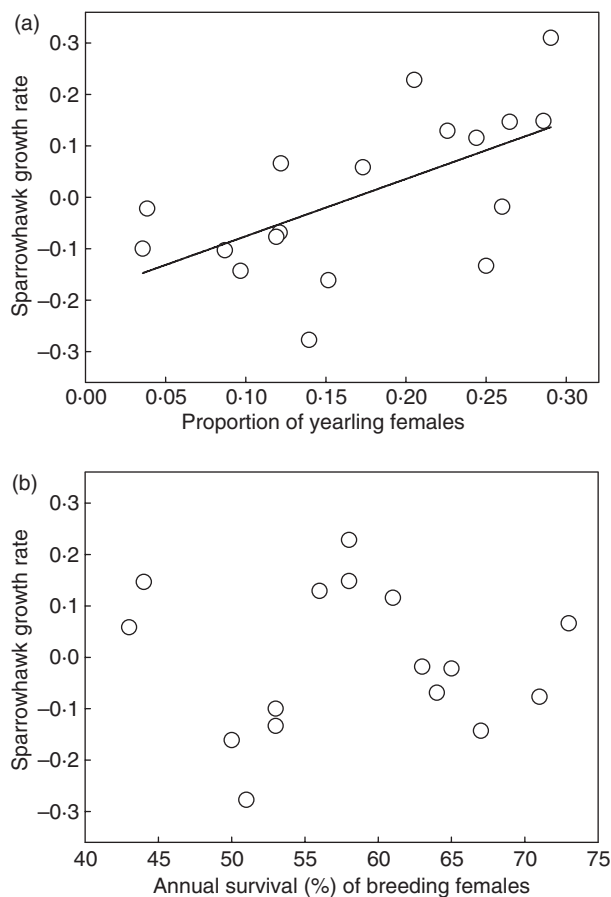 (a)
Sparrowhawk growth rate
0·3
0·2
0·1
0·0
−0·1
−0·2
−0·3
0·00 0·05 0·10 0·15 0·20 0·25 0·30
Proportion of yearling females
(b)
Sparrowhawk growth rate
0·3
0·2
0·1
0·0
−0·1
−0·2
−0·3
40 45 50 55 60 65 70 75
Annual survival (%) of breeding females